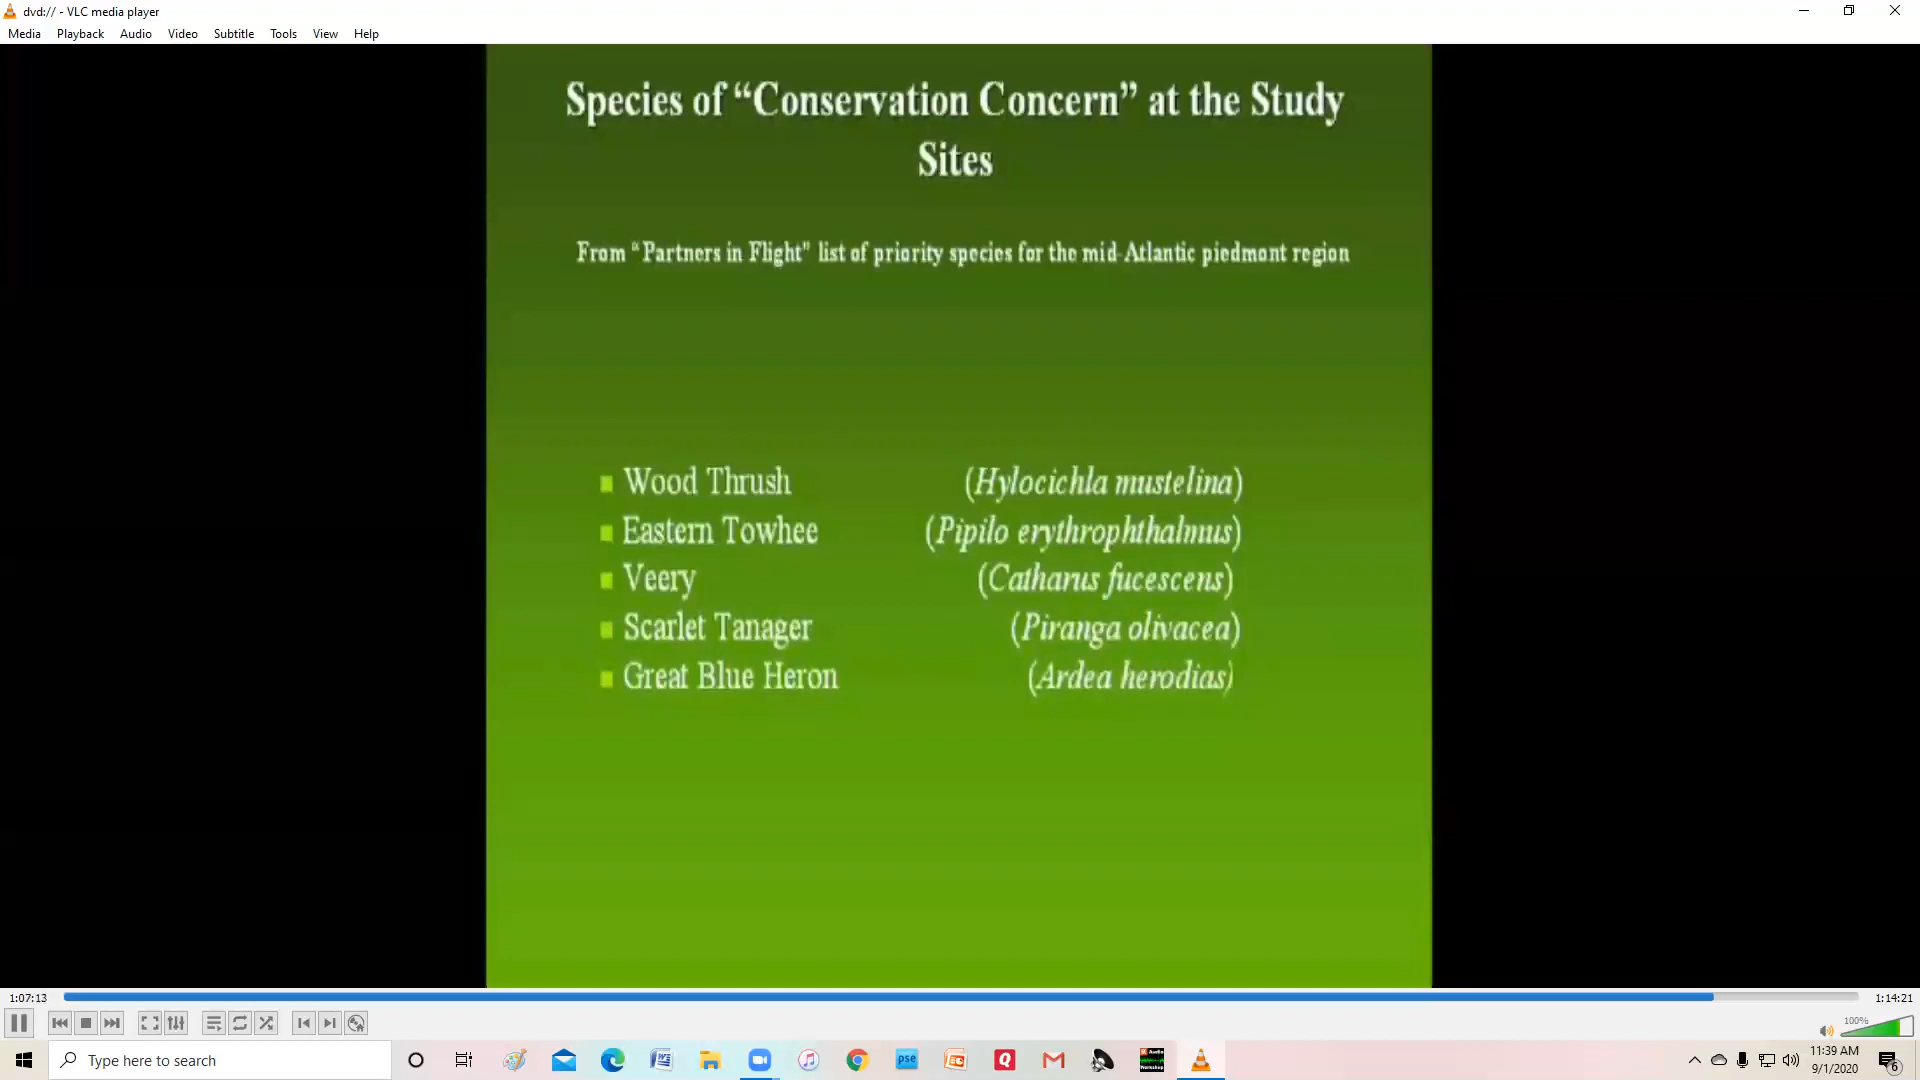 dvd:// - VLC media player
Media Playback Audio Video Subtitle Tools View Help
Species of “Conservation Concern” at the Study
Sites
From “Partners in Flight” list of priority species for the mid-Atlantic piedmont region
Wood Thrush (Hylocichla mustelina)
Eastern Towhee (Pipilo erythrophthalmus)
Veery (Catharus fucescens)
Scarlet Tanager (Piranga olivacea)
Great Blue Heron (Ardea herodias)
1:07:13 1:14:21
100%
Type here to search
pse
11:39 AM
9/1/2020
6